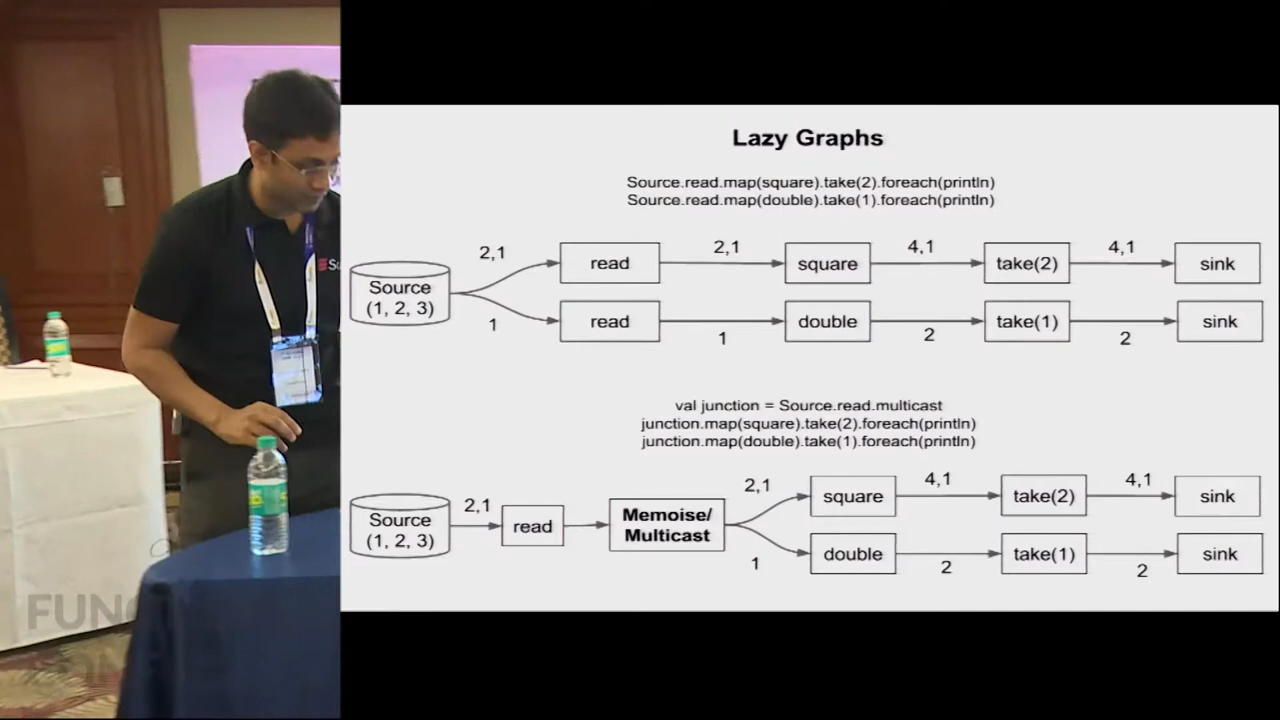 Lazy Graphs
Source.read.map(square).take(2).foreach(println)
Source.read.map(double).take(1).foreach(println)
2,1
2,1
4,1
4,1
Source
(1, 2, 3)
read
square
take(2)
sink
read
double
take(1)
sink
1
1
2
2
val junction = Source.read.multicast
junction.map(square).take(2).foreach(println)
junction.map(double).take(1).foreach(println)
2,1
2,1
4,1
4,1
Source
(1, 2, 3)
read
Memoise/
Multicast
square
take(2)
sink
double
take(1)
sink
1
2
2
FUNC